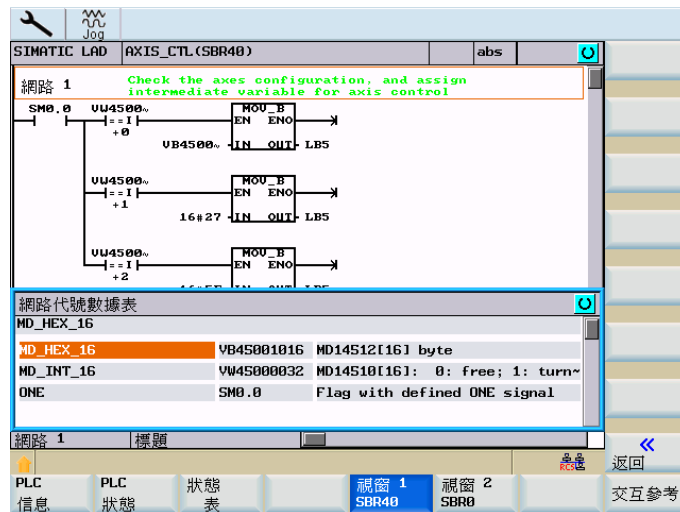 Jog
SIMATIC LAD AXIS_CTL(SBR40) abs
網路 1 Check the axes configuration, and assign
intermediate variable for axis control
SM0.0 VW4500~ MOV_B
==I EN ENO
+0
VB4500~ IN OUT LB5
VW4500~ MOV_B
==I EN ENO
+1
16#27 IN OUT LB5
VW4500~ MOV_B
==I EN ENO
+2
網路代號數據表
MD_HEX_16
MD_HEX_16 VB45001016 MD14512[16] byte
MD_INT_16 VW45000032 MD14510[16]: 0: free; 1: turn~
ONE SM0.0 Flag with defined ONE signal
網路 1 標題
RCS
返回
PLC PLC 狀態 視窗 1 視窗 2
信息 狀態 表 SBR40 SBR0 交互參考